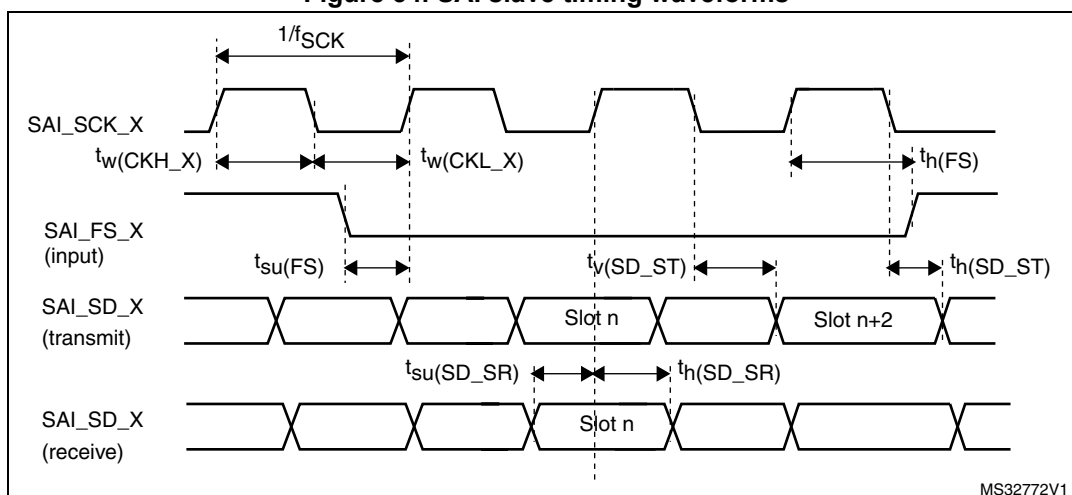 1/fSCK
SAI_SCK_X
tw(CKH_X)
tw(CKL_X)
th(FS)
SAI_FS_X
(input)
tsu(FS)
tv(SD_ST)
th(SD_ST)
SAI_SD_X
(transmit)
Slot n
Slot n+2
tsu(SD_SR)
th(SD_SR)
SAI_SD_X
(receive)
Slot n
MS32772V1